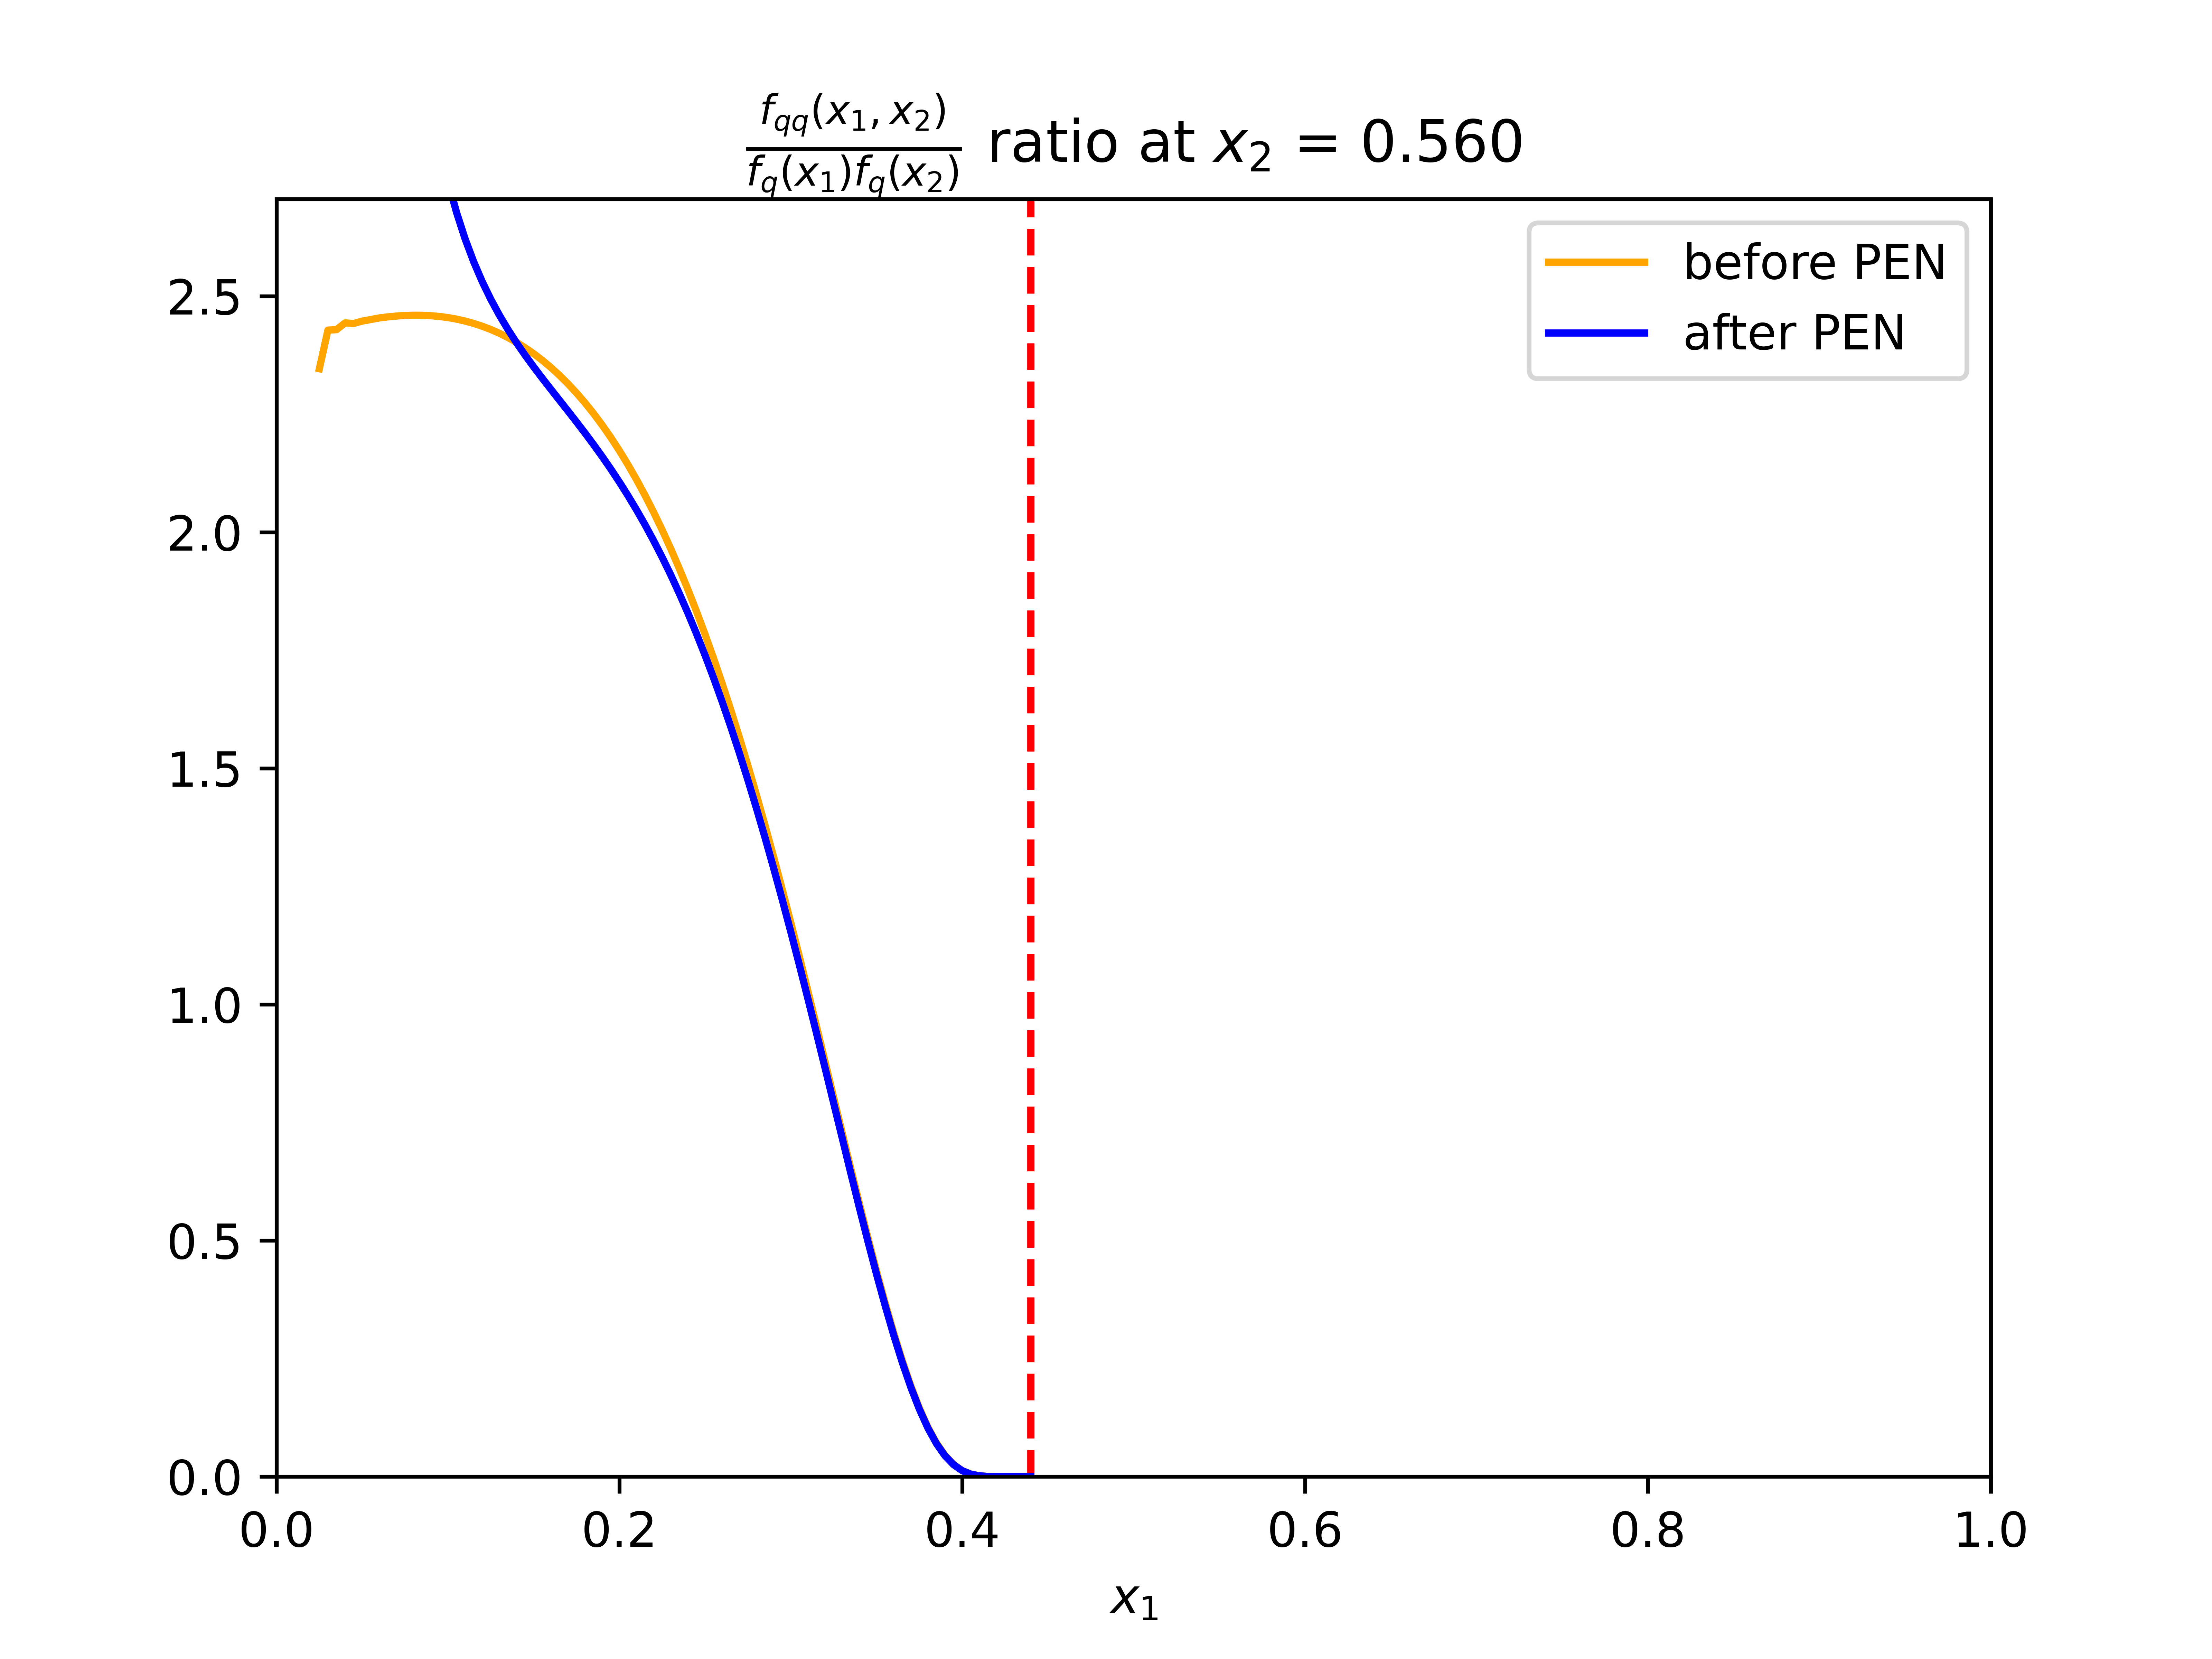 f_{qq}(x_1, x_2)
f_q(x_1)f_q(x_2) ratio at x_2 = 0.560
before PEN
after PEN
2.5
2.0
1.5
1.0
0.5
0.0
0.0 0.2 0.4 0.6 0.8 1.0
x_1